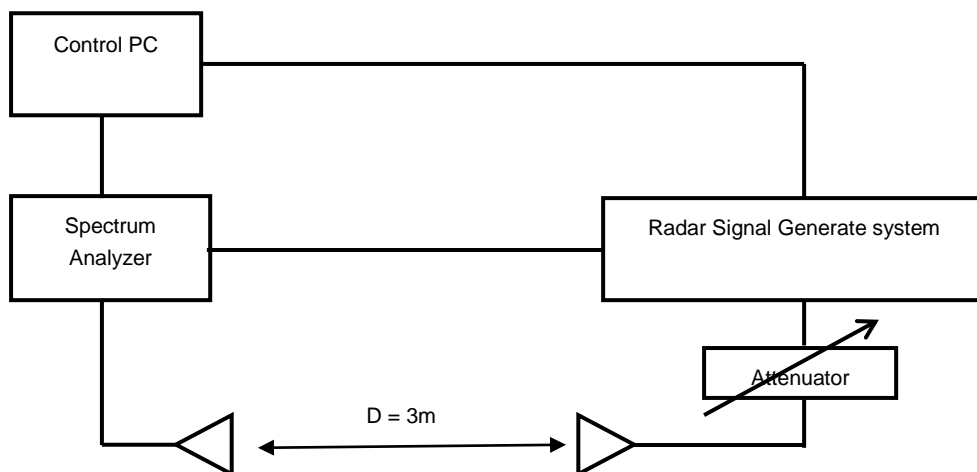 Control PC
Spectrum
Analyzer
Radar Signal Generate system
Attenuator
D = 3m